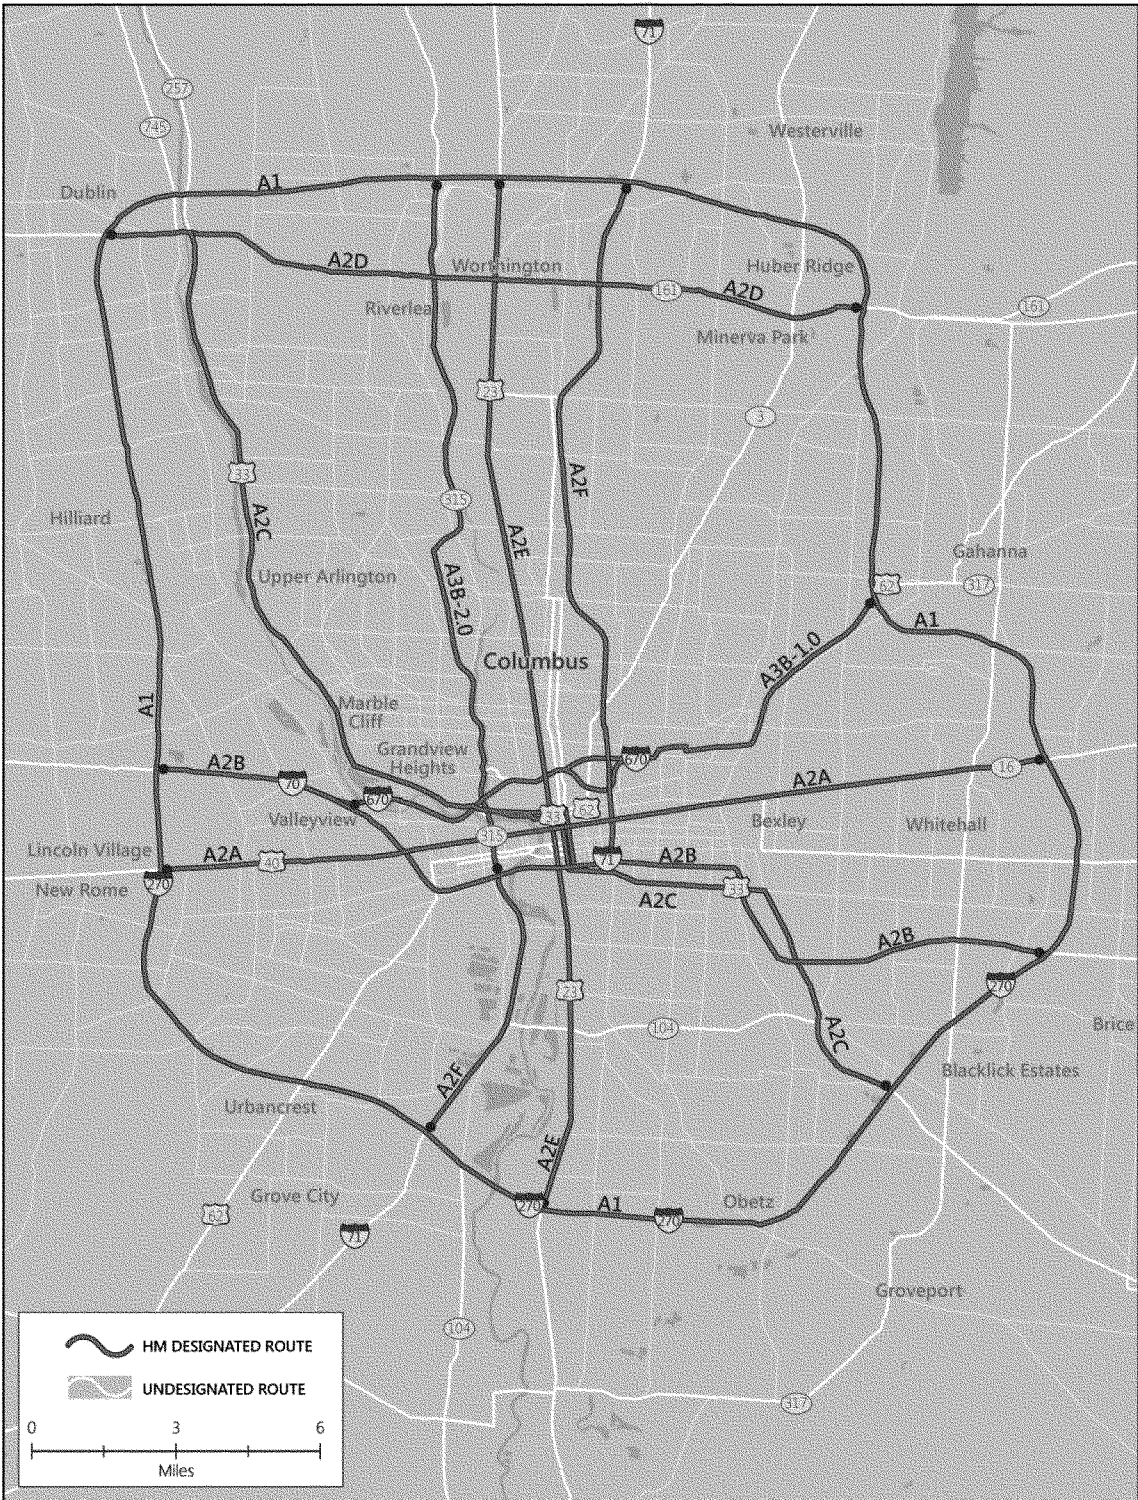 71
257
745
Westerville
Dublin
A1
A2D
Worthington
Huber Ridge
161
A2D
161
Riverlea
Minerva Park
23
3
33
A2C
A2F
315
Hilliard
A2E
Gahanna
62
317
Upper Arlington
A3B-2.0
A1
Columbus
A3B-1.0
A1
Marble
Cliff
Grandview
Heights
670
A2B
70
670
A2A
16
Valleyview
33
62
Bexley
Whitehall
315
Lincoln Village
A2A
40
71
A2B
270
New Rome
33
A2C
A2B
23
270
104
A2C
Brice
A2F
Blacklick Estates
Urbancrest
A2E
Grove City
270
A1
270
Obetz
62
71
Groveport
104
HM DESIGNATED ROUTE
UNDESIGNATED ROUTE
317
0 3 6
Miles